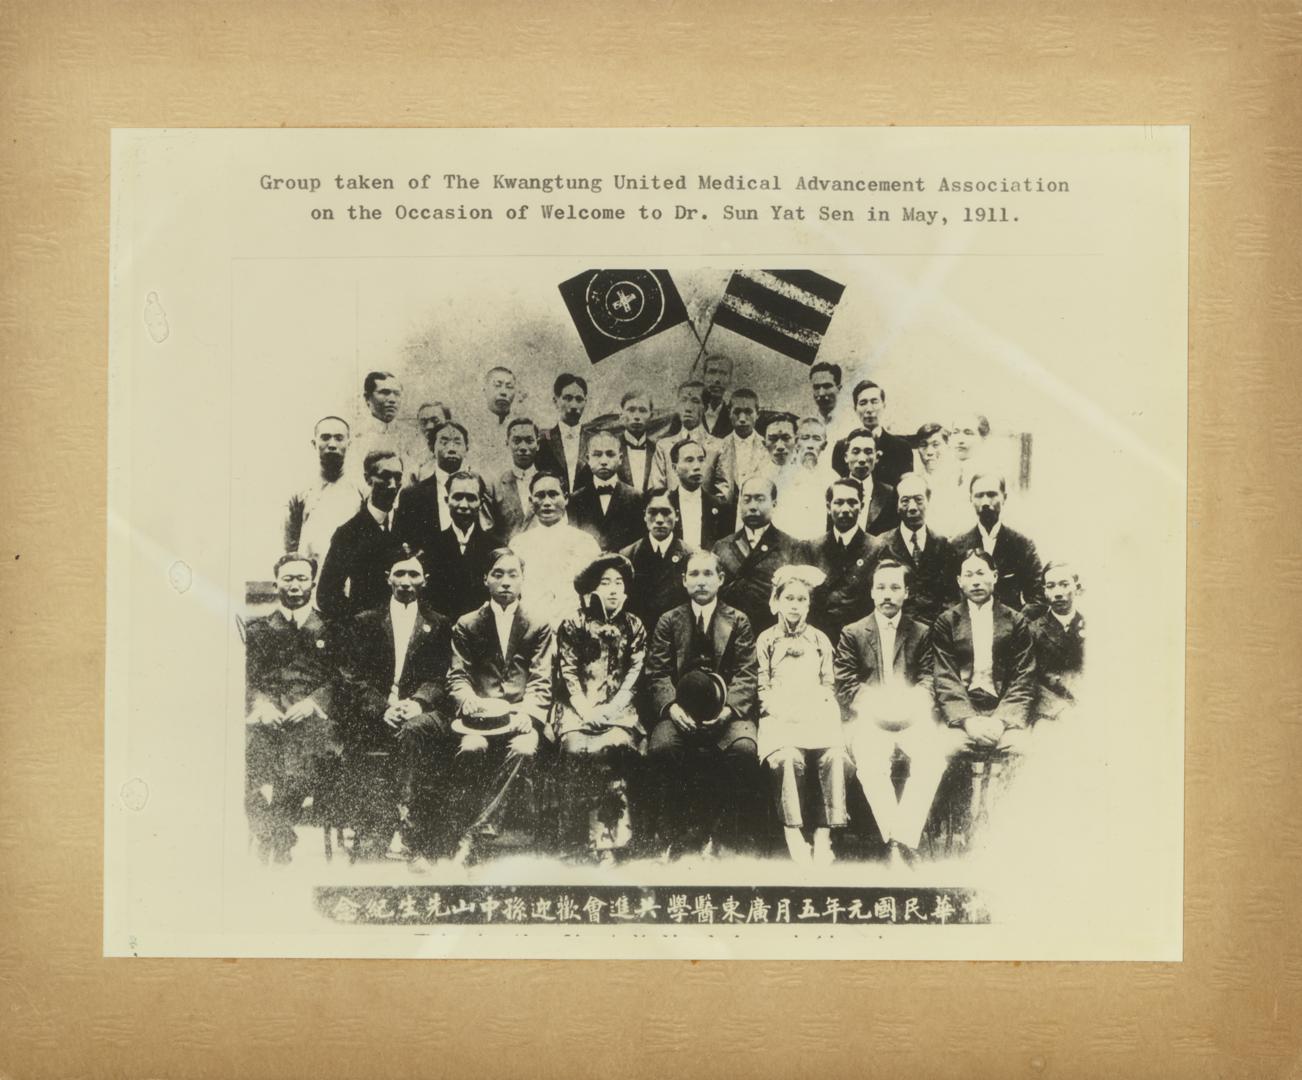 Group taken of The Kwangtung United Medical Advancement Association
on the Occasion of Welcome to Dr. Sun Yat Sen in May, 1911.
中華民國元年五月廣東醫學共進會歡迎孫中山先生紀念